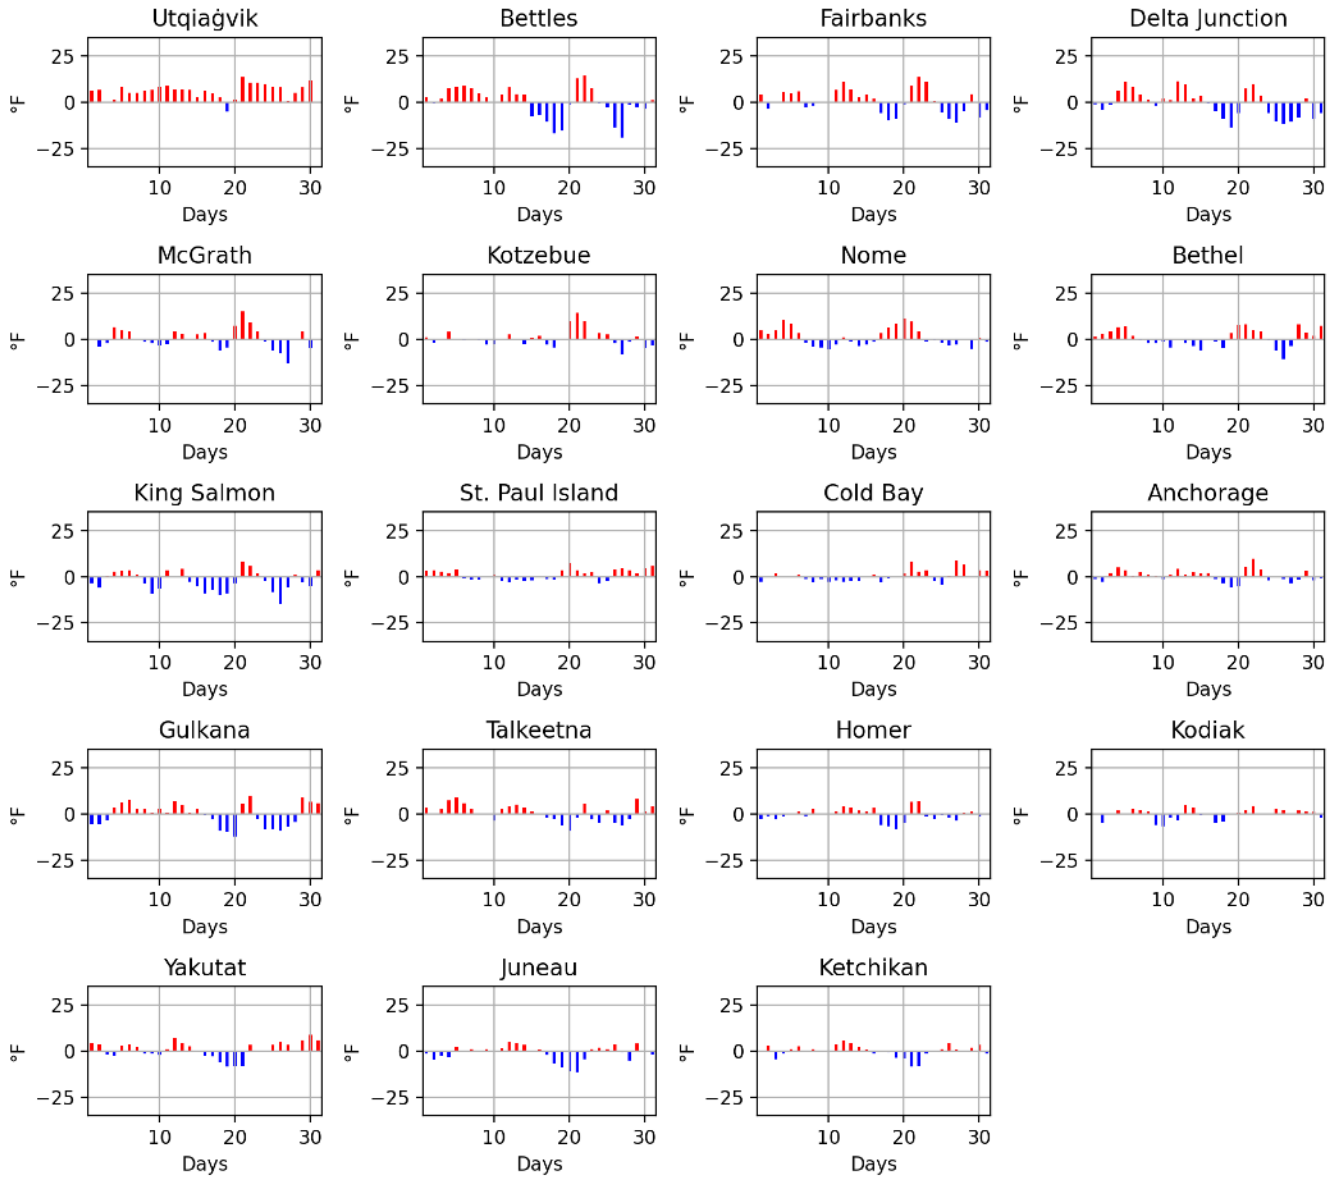 Utqiaġvik
25
0
−25
°F
10 20 30
Days
Bettles
25
0
−25
°F
10 20 30
Days
Fairbanks
25
0
−25
°F
10 20 30
Days
Delta Junction
25
0
−25
°F
10 20 30
Days
McGrath
25
0
−25
°F
10 20 30
Days
Kotzebue
25
0
−25
°F
10 20 30
Days
Nome
25
0
−25
°F
10 20 30
Days
Bethel
25
0
−25
°F
10 20 30
Days
King Salmon
25
0
−25
°F
10 20 30
Days
St. Paul Island
25
0
−25
°F
10 20 30
Days
Cold Bay
25
0
−25
°F
10 20 30
Days
Anchorage
25
0
−25
°F
10 20 30
Days
Gulkana
25
0
−25
°F
10 20 30
Days
Talkeetna
25
0
−25
°F
10 20 30
Days
Homer
25
0
−25
°F
10 20 30
Days
Kodiak
25
0
−25
°F
10 20 30
Days
Yakutat
25
0
−25
°F
10 20 30
Days
Juneau
25
0
−25
°F
10 20 30
Days
Ketchikan
25
0
−25
°F
10 20 30
Days